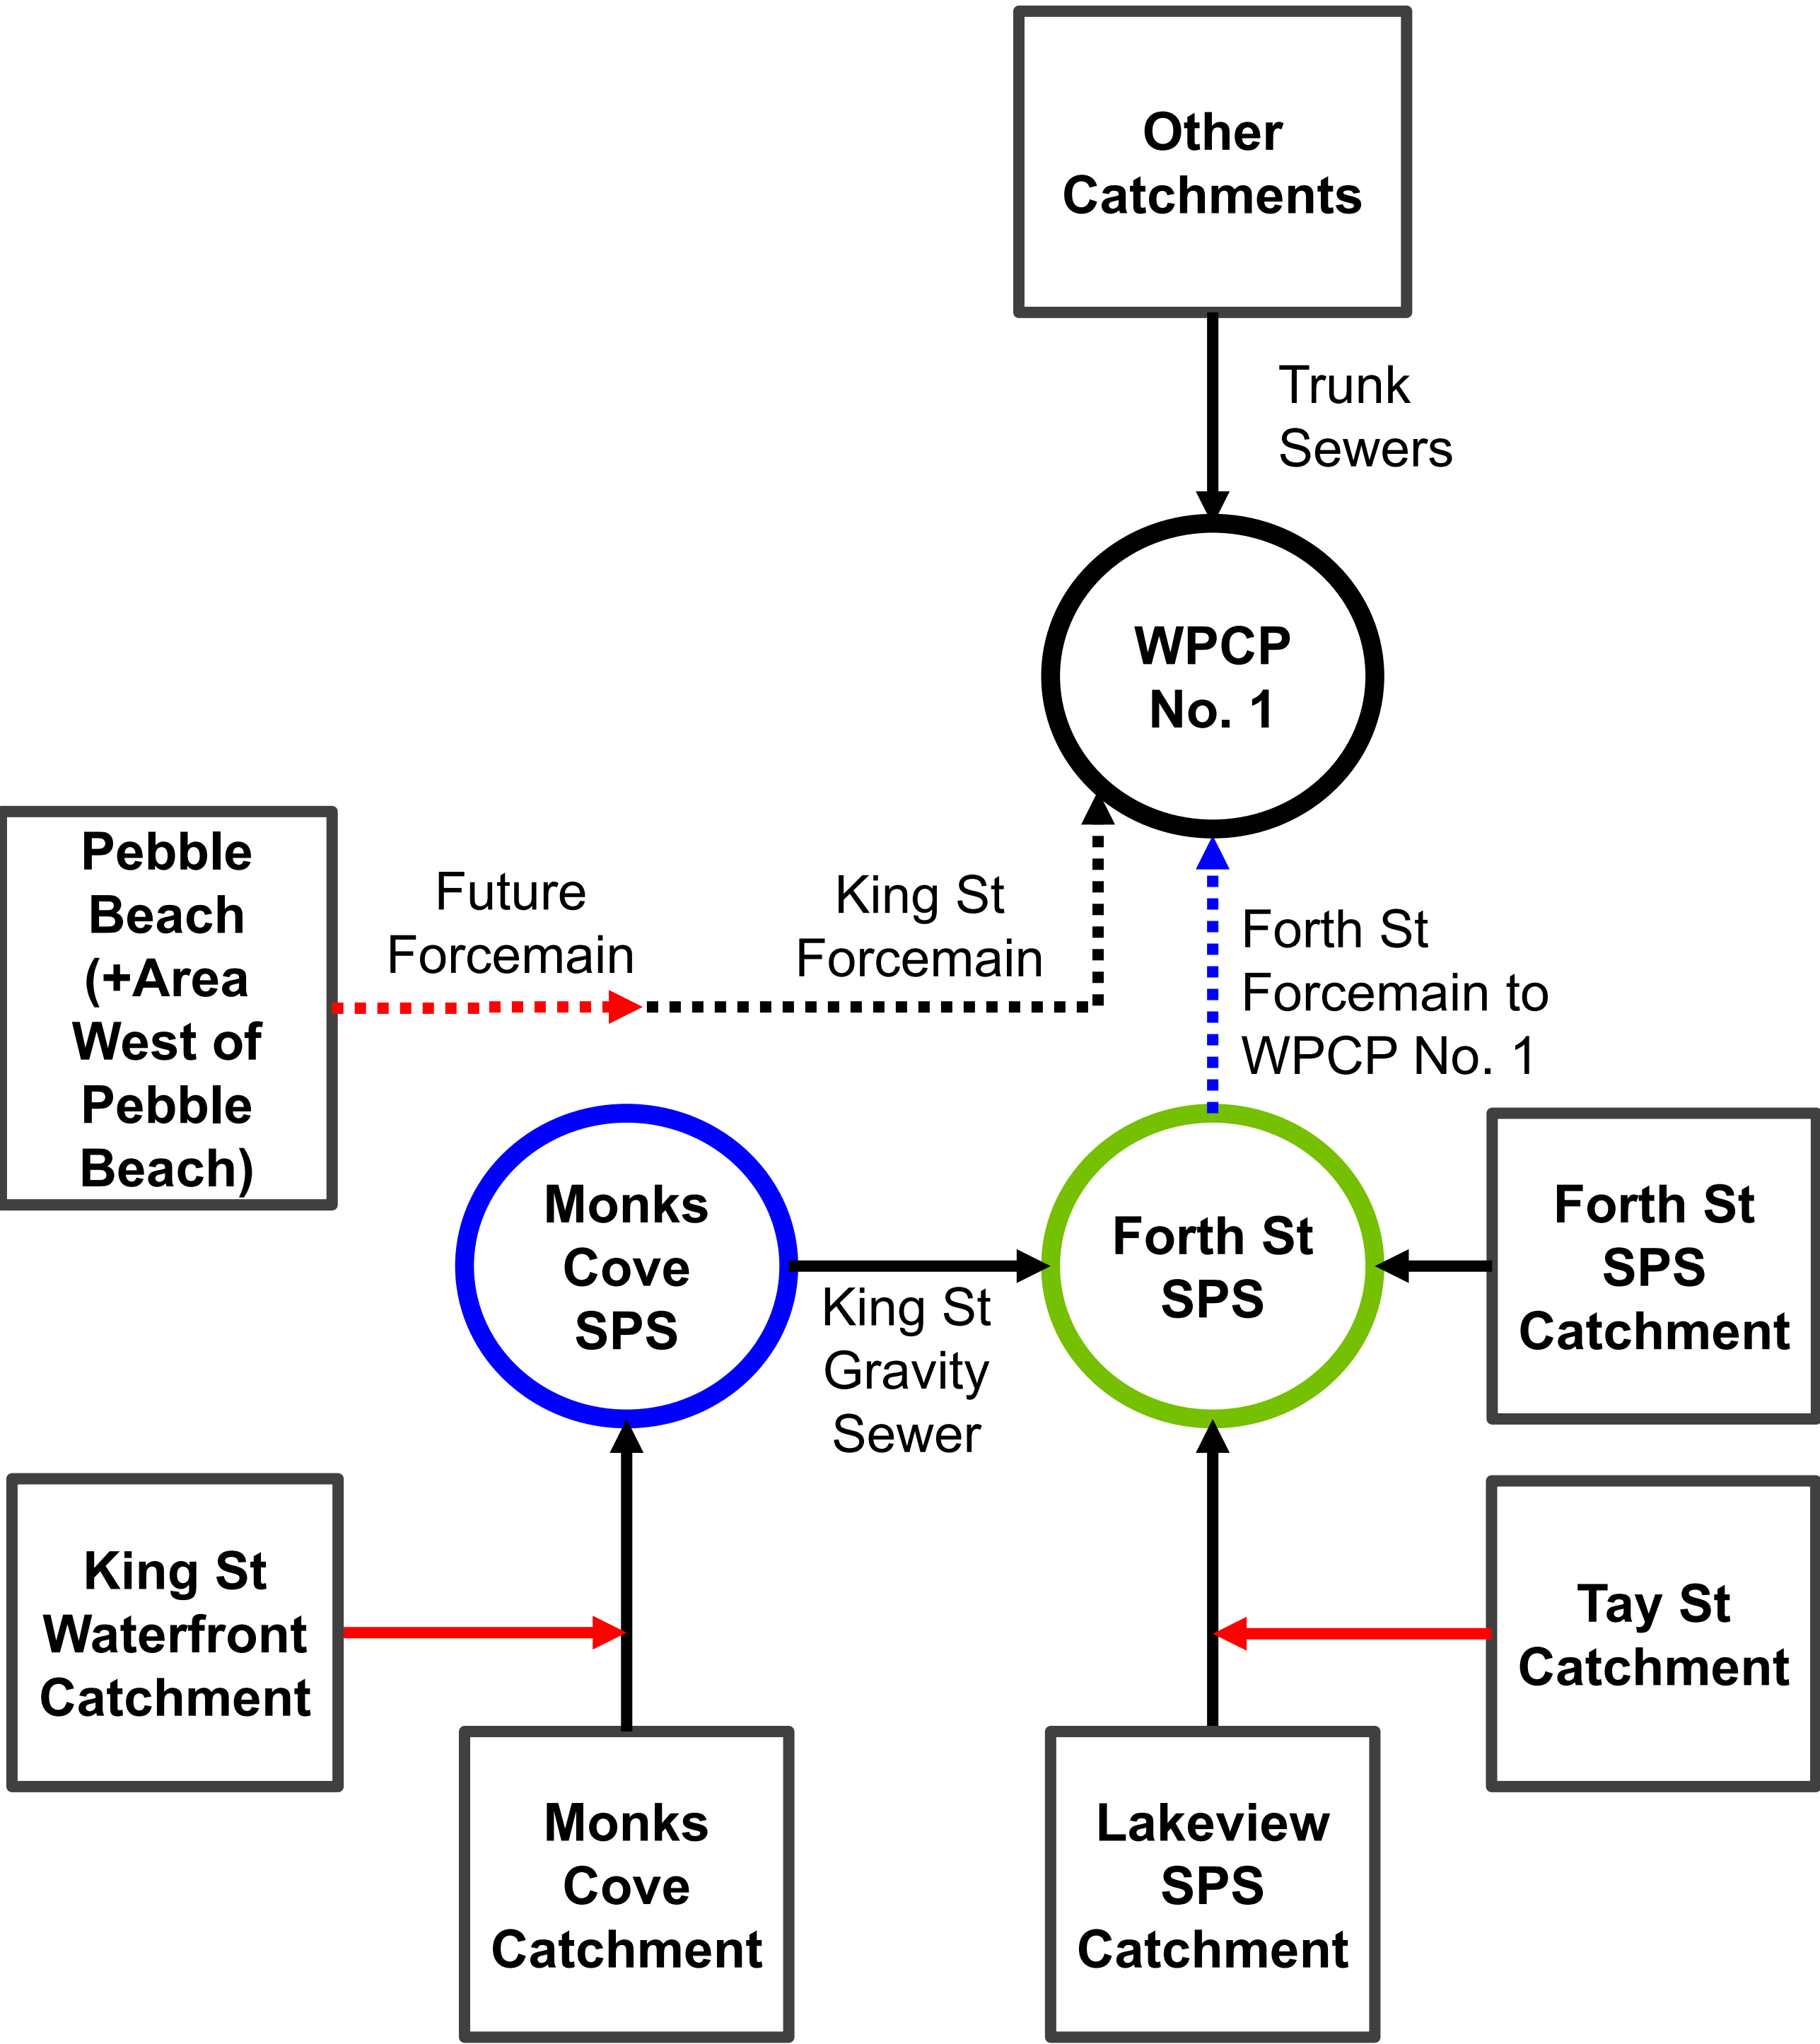 Other
Catchments
Trunk
Sewers
WPCP
No. 1
Pebble
Beach
(+Area
West of
Pebble
Beach)
Future
Forcemain
King St
Forcemain
Forth St
Forcemain to
WPCP No. 1
Monks
Cove
SPS
King St
Gravity
Sewer
Forth St
SPS
Forth St
SPS
Catchment
King St
Waterfront
Catchment
Tay St
Catchment
Monks
Cove
Catchment
Lakeview
SPS
Catchment